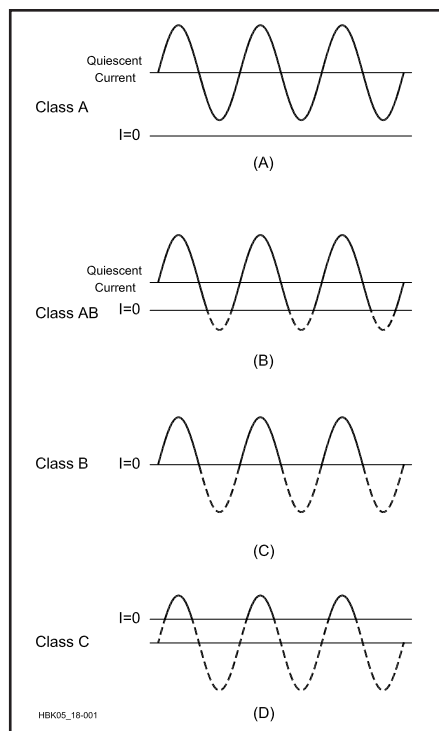 Quiescent
Current
Class A
I=0
(A)
Quiescent
Current
Class AB
I=0
(B)
Class B
I=0
(C)
I=0
Class C
(D)
HBK05_18-001